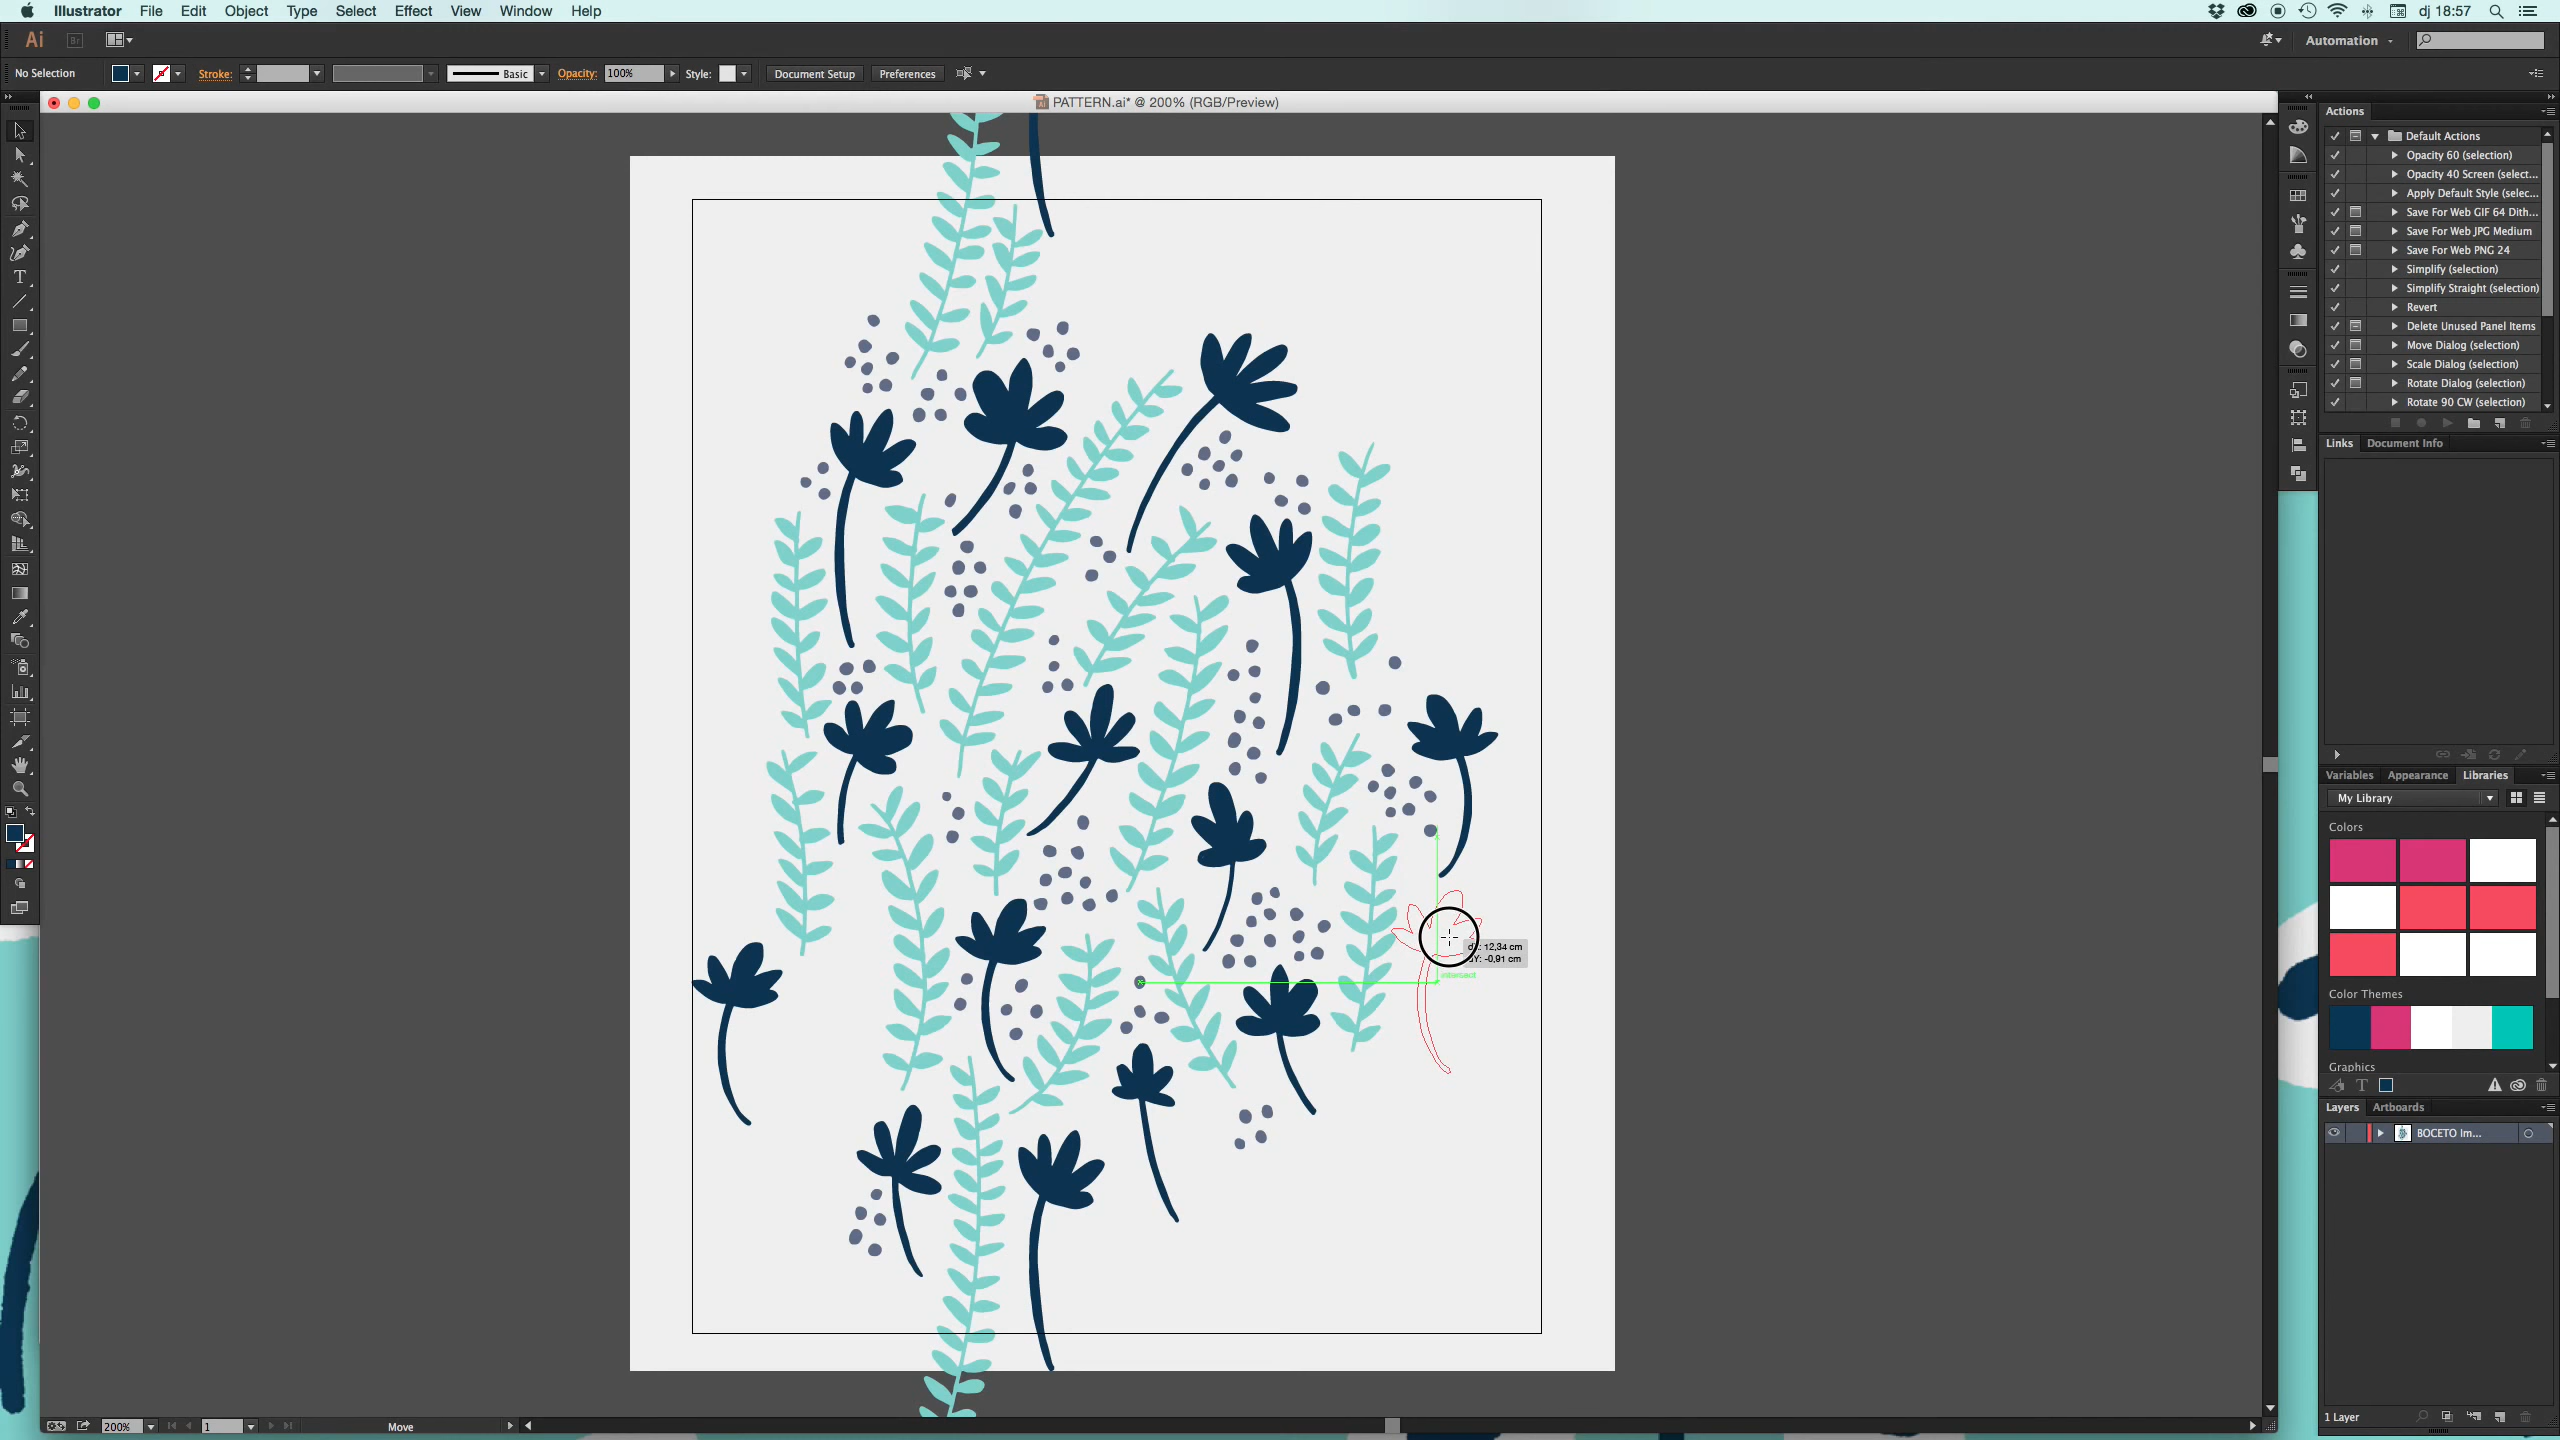 Illustrator File Edit Object Type Select Effect View Window Help
dj 18:57
Ai Br
Automation
No Selection Stroke: Basic Opacity: 100% Style: Document Setup Preferences
PATTERN.ai* @ 200% (RGB/Preview)
Actions
Default Actions
Opacity 60 (selection)
Opacity 40 Screen (select...
Apply Default Style (selec...
Save For Web GIF 64 Dith...
Save For Web JPG Medium
Save For Web PNG 24
Simplify (selection)
Simplify Straight (selection)
Revert
Delete Unused Panel Items
Move Dialog (selection)
Scale Dialog (selection)
Rotate Dialog (selection)
Rotate 90 CW (selection)
Links Document Info
Variables Appearance Libraries
My Library
Colors
Color Themes
Graphics
Layers Artboards
BOCETO Im...
1 Layer
12,34 cm
-0,91 cm
intersect
200% 1 Move